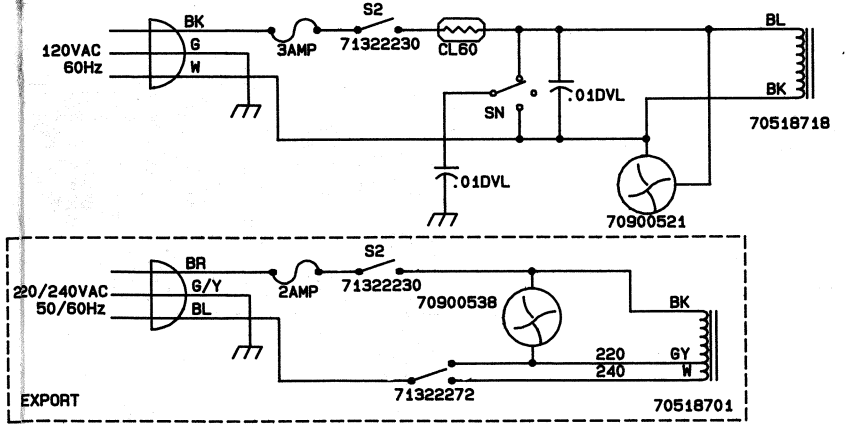 S2
BK
BL
G
3AMP
71322230
CL60
120VAC
60Hz
W
BK
.01DVL
SN
70518718
.01DVL
70900521
S2
BR
G/Y
2AMP
71322230
70900538
BK
220/240VAC
50/60Hz
BL
220
GY
240
W
71322272
EXPORT
70518701